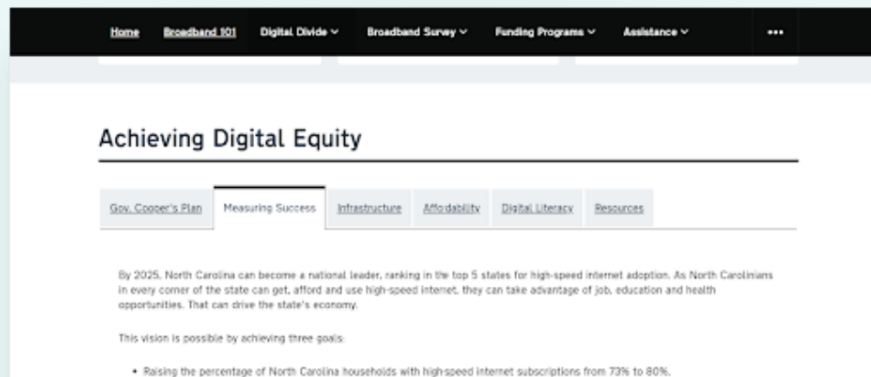 Home Broadband 101 Digital Divide Broadband Survey Funding Programs Assistance •••
Achieving Digital Equity
Gov. Cooper's Plan Measuring Success Infrastructure Affordability Digital Literacy Resources
By 2025, North Carolina can become a national leader, ranking in the top 5 states for high-speed internet adoption. As North Carolinians
in every corner of the state can get, afford and use high-speed internet, they can take advantage of job, education and health
opportunities. That can drive the state's economy.
This vision is possible by achieving three goals:
• Raising the percentage of North Carolina households with high-speed internet subscriptions from 73% to 80%.